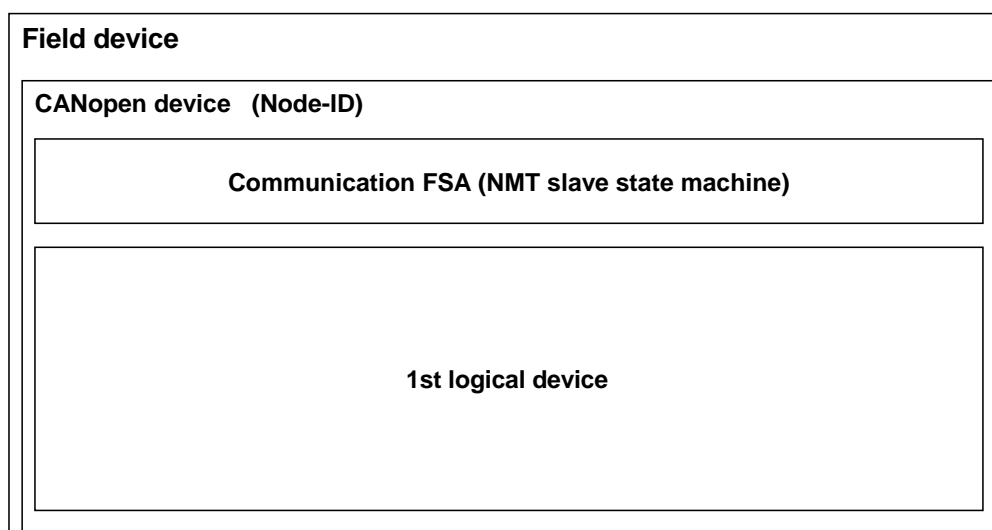 Field device
CANopen device (Node-ID)
Communication FSA (NMT slave state machine)
1st logical device